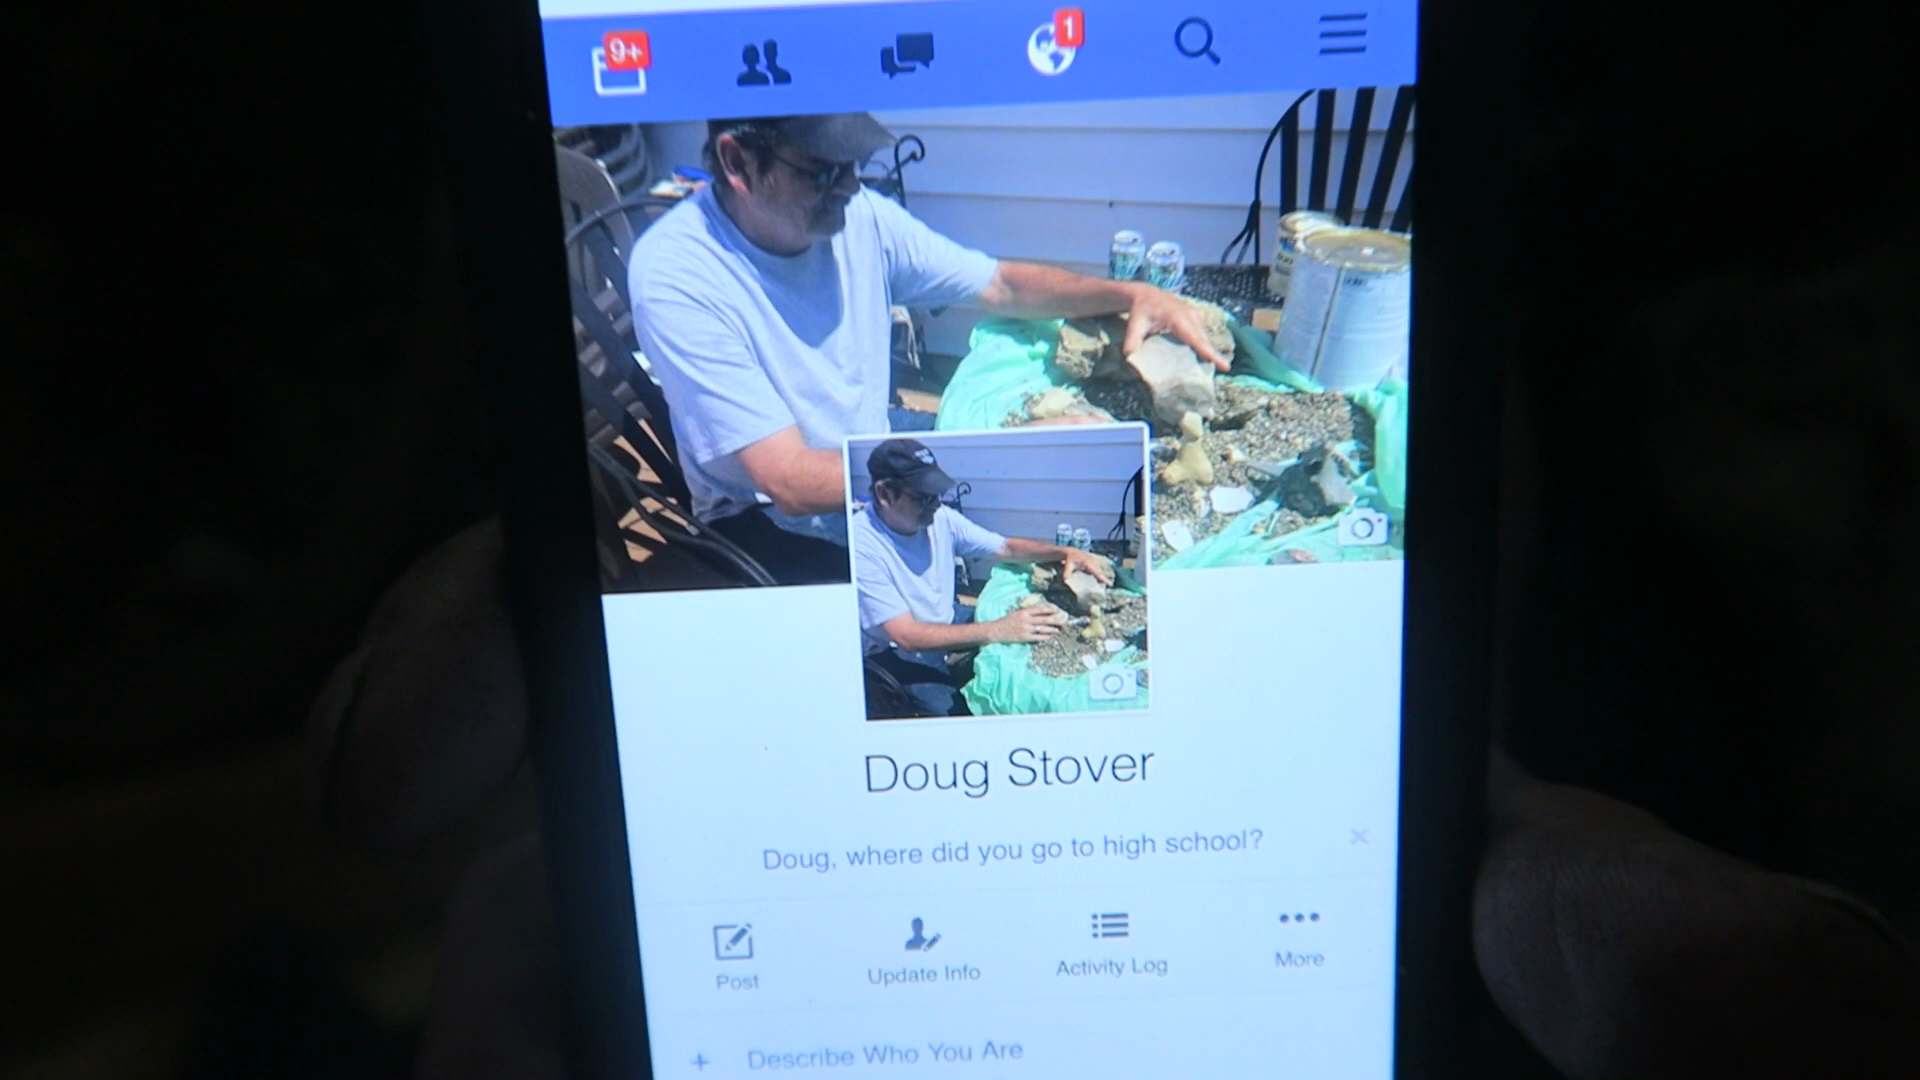 9+
1
Doug Stover
Doug, where did you go to high school?
Post
Update Info
Activity Log
More
Describe Who You Are